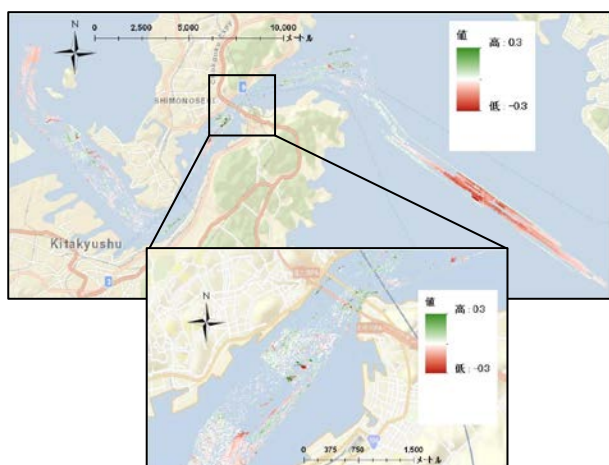 N
0 2,500 5,000 10,000
メートル
値
高 : 0.3
低 : -0.3
SHIMONOSEKI
Kitakyushu
N
値
高 : 0.3
低 : -0.3
0 375 750 1,500
メートル